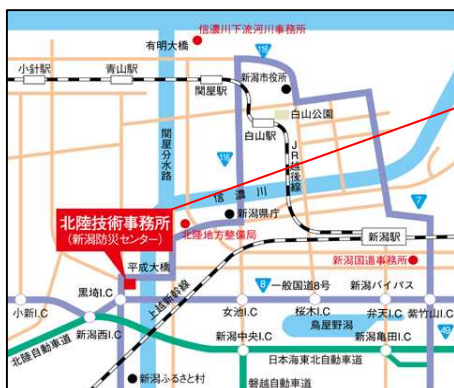 信濃川下流河川事務所
有明大橋
116
小針駅
青山駅
関屋駅
新潟市役所
白山公園
白山駅
関屋分水路
JR越後線
116
信濃川
7
北陸技術事務所
(新潟防災センター)
新潟県庁
北陸地方整備局
新潟駅
平成大橋
新潟国道事務所
黒埼I.C
上越新幹線
8
一般国道8号
新潟バイパス
小新I.C
女池I.C
桜木I.C
弁天I.C
紫竹山I.C
新潟西I.C
鳥屋野潟
北陸自動車道
新潟中央I.C
新潟亀田I.C
49
日本海東北自動車道
新潟ふるさと村
磐越自動車道